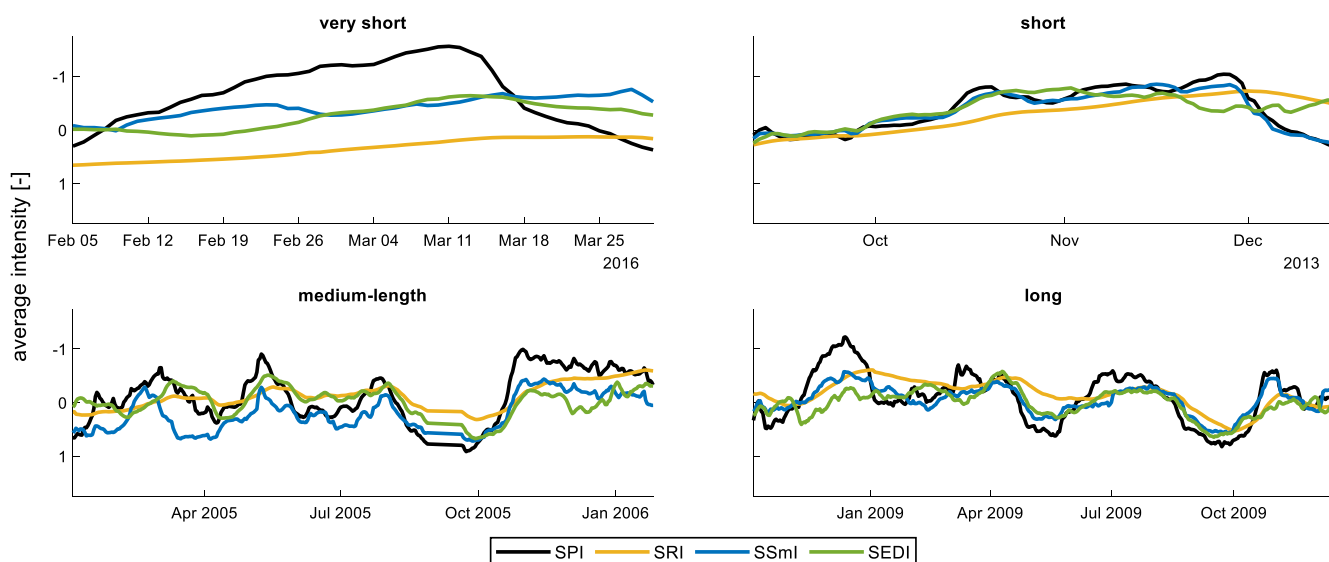 very short
short
-1
0
1
Feb 05 Feb 12 Feb 19 Feb 26 Mar 04 Mar 11 Mar 18 Mar 25
2016
Oct Nov Dec
2013
average intensity [-]
medium-length
long
-1
0
1
Apr 2005 Jul 2005 Oct 2005 Jan 2006
Jan 2009 Apr 2009 Jul 2009 Oct 2009
SPI SRI SSmI SEDI